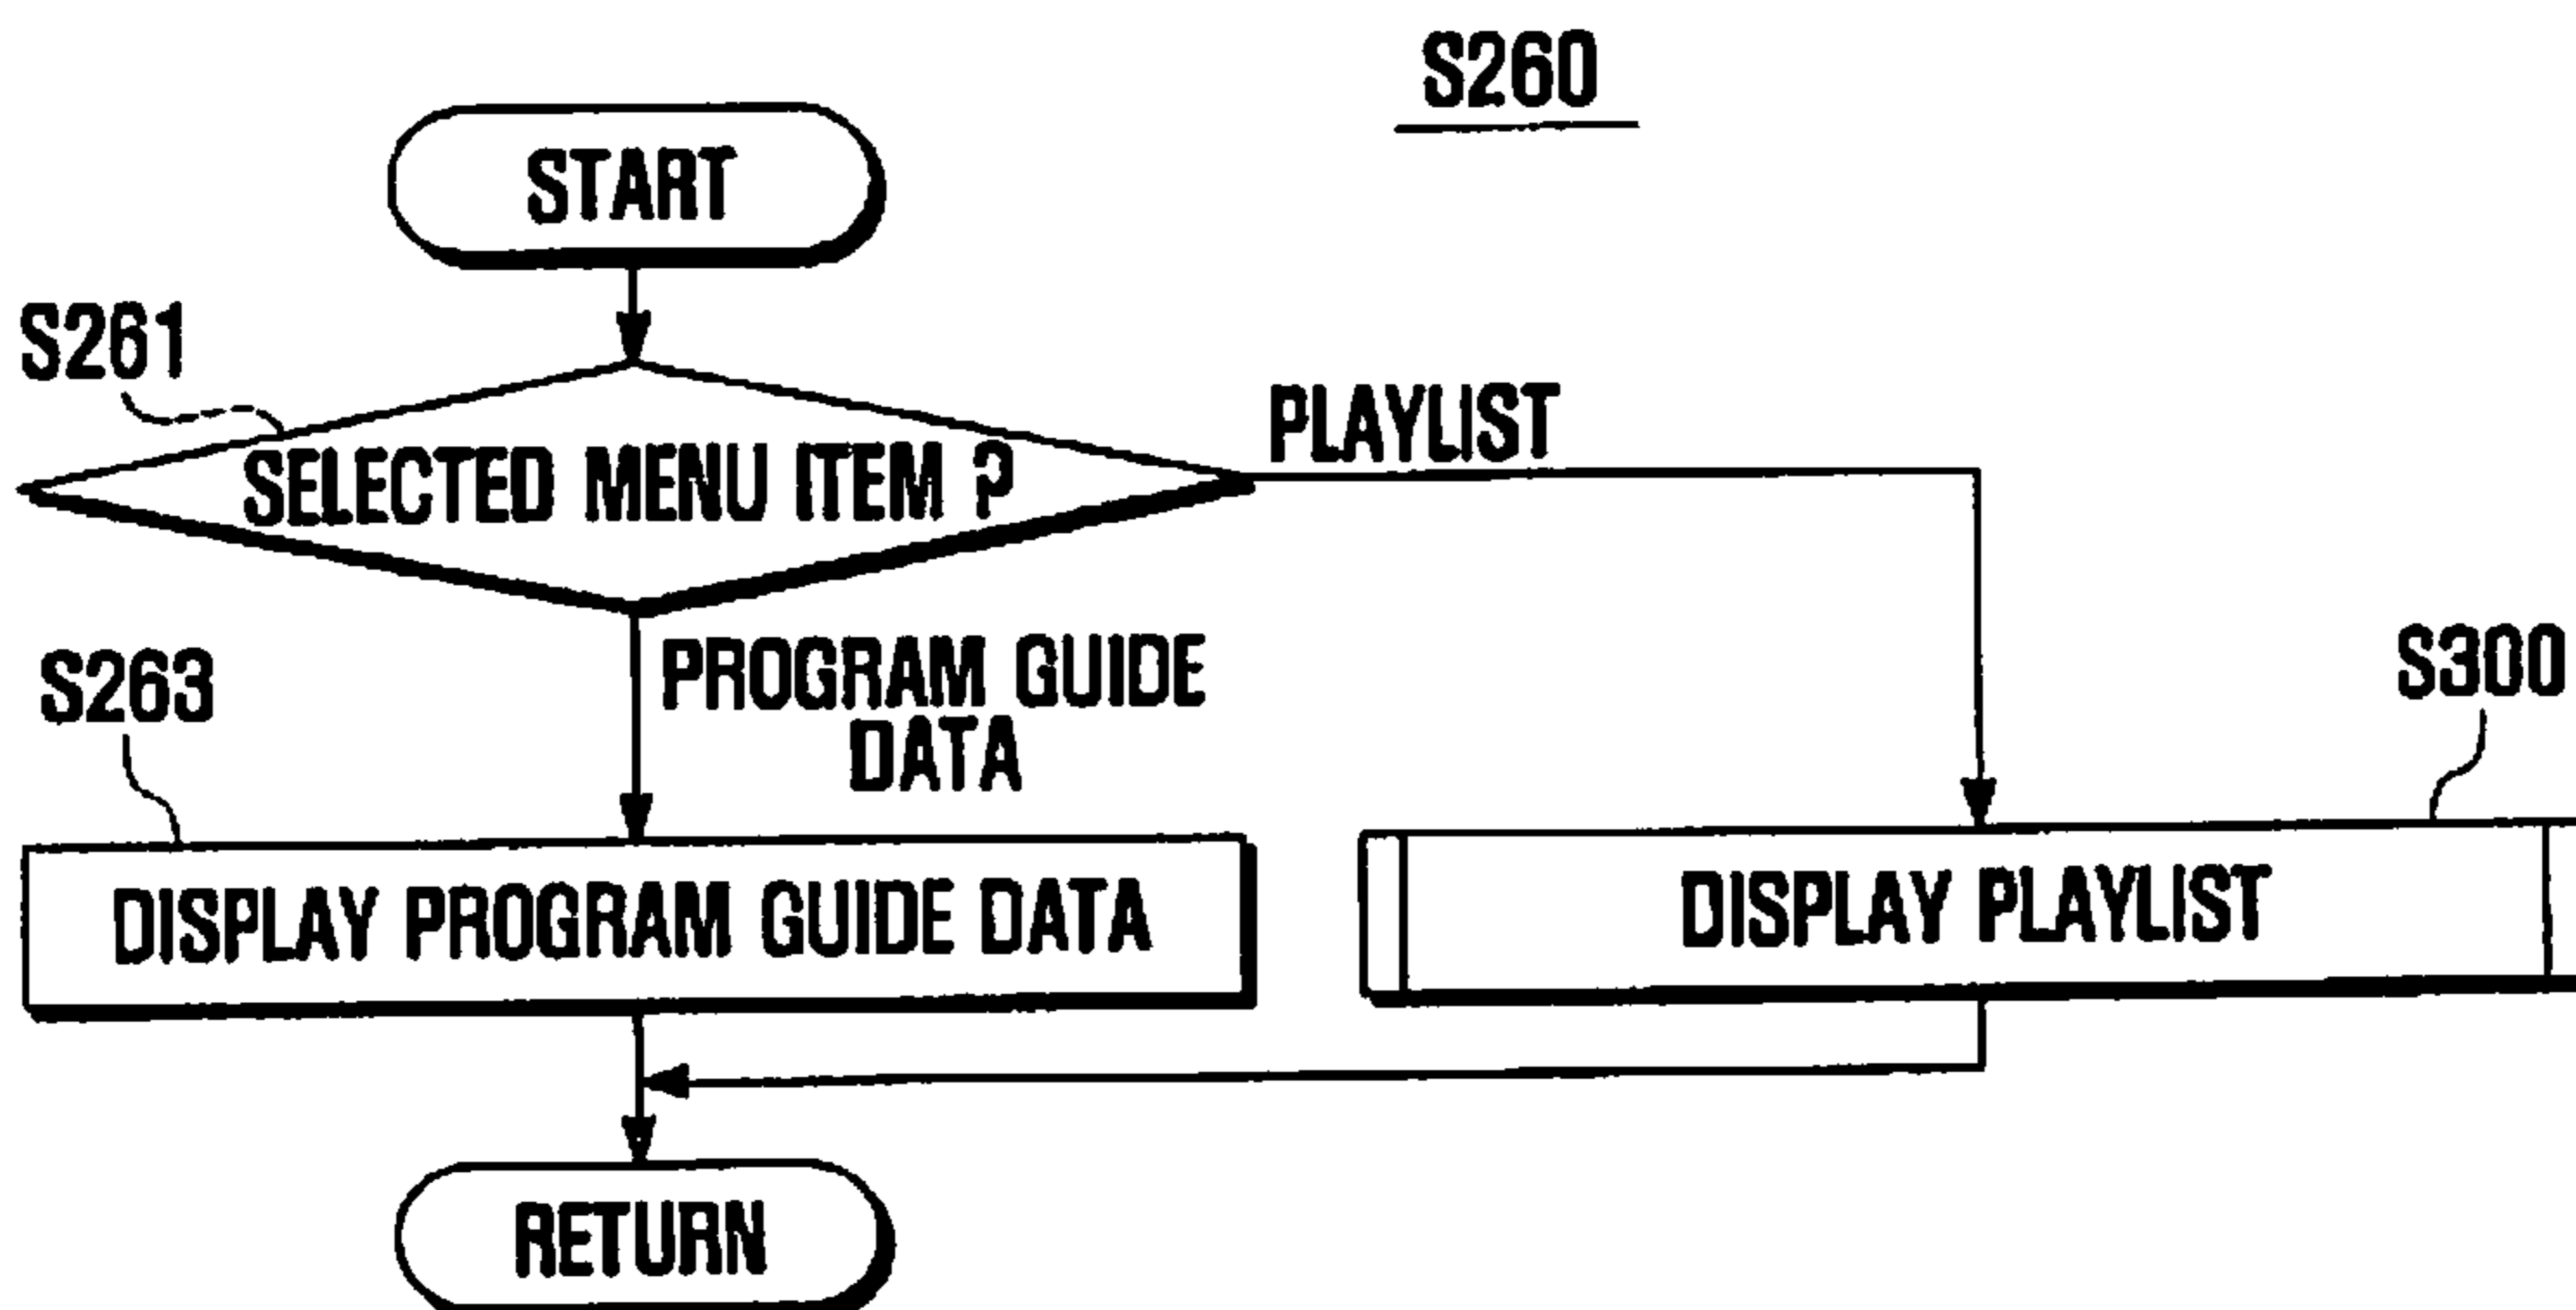 S260
START
S261
SELECTED MENU ITEM ?
PLAYLIST
PROGRAM GUIDE
DATA
S263
S300
DISPLAY PROGRAM GUIDE DATA
DISPLAY PLAYLIST
RETURN